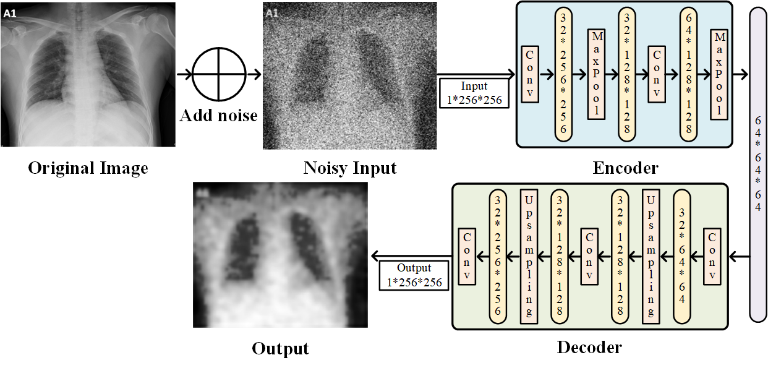 A1
Original Image
Add noise
Noisy Input
Input
1*256*256
Conv
32*256*256
MaxPool
32*128*128
Conv
64*128*128
MaxPool
Encoder
64*64*64
Conv
32*64*64
Upsampling
32*128*128
Conv
32*128*128
Upsampling
32*256*256
Conv
Decoder
Output
1*256*256
Output